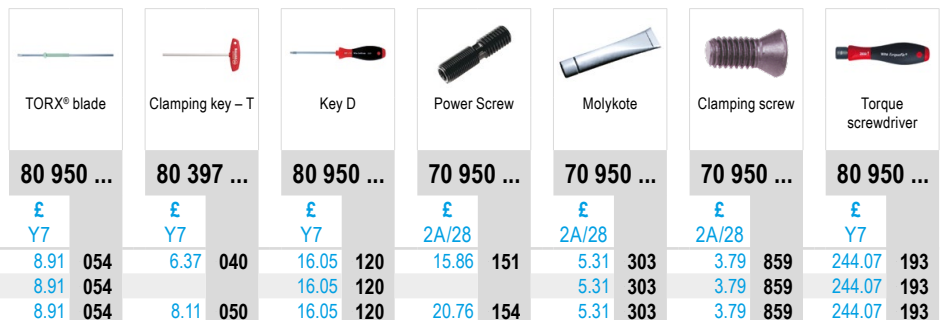 TORX® blade Clamping key – T Key D Power Screw Molykote Clamping screw Torque
screwdriver
80 950 ... 80 397 ... 80 950 ... 70 950 ... 70 950 ... 70 950 ... 80 950 ...
£ £ £ £ £ £ £
Y7 Y7 Y7 2A/28 2A/28 2A/28 Y7
8.91 054 6.37 040 16.05 120 15.86 151 5.31 303 3.79 859 244.07 193
8.91 054 16.05 120 5.31 303 3.79 859 244.07 193
8.91 054 8.11 050 16.05 120 20.76 154 5.31 303 3.79 859 244.07 193